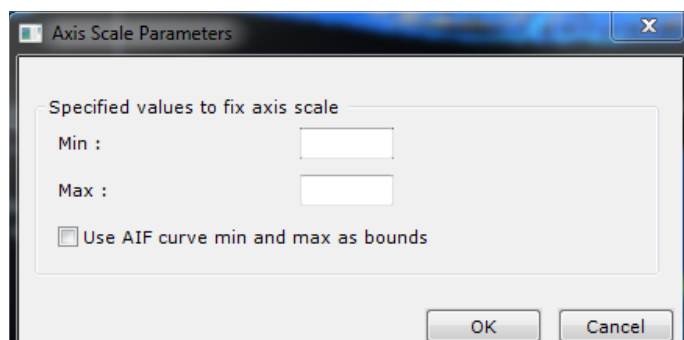 Axis Scale Parameters
X
Specified values to fix axis scale
Min :
Max :
Use AIF curve min and max as bounds
OK Cancel